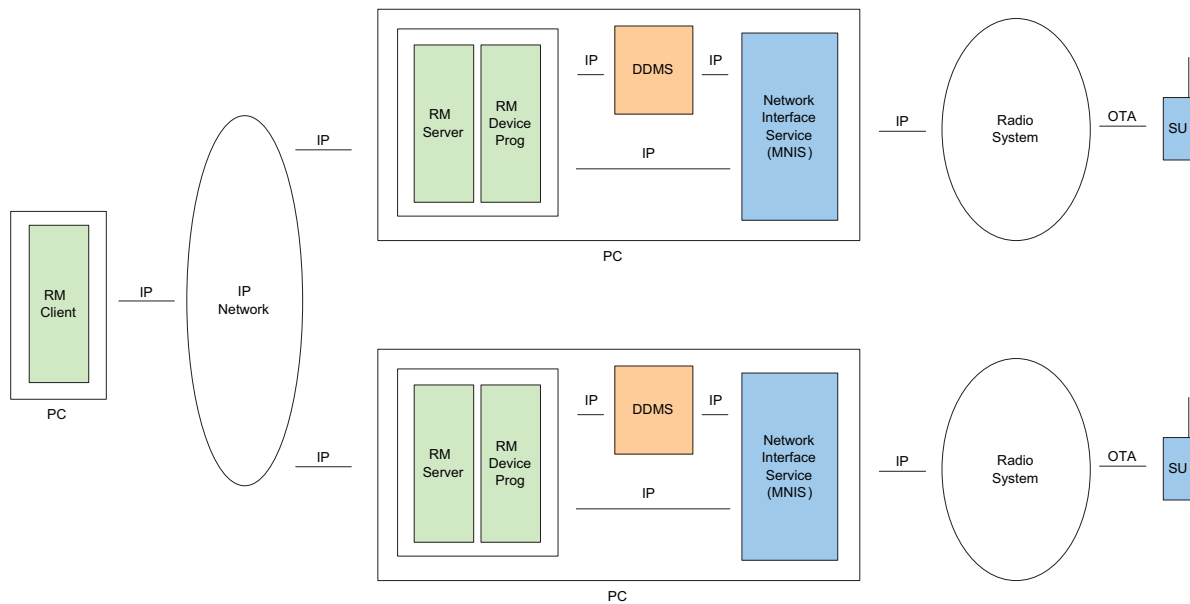 IP
DDMS
IP
RM
Server
RM
Device
Prog
Network
Interface
Service
(MNIS)
IP
IP
IP
Radio
System
OTA
SU
PC
RM
Client
IP
IP
Network
PC
IP
DDMS
IP
RM
Server
RM
Device
Prog
Network
Interface
Service
(MNIS)
IP
IP
IP
Radio
System
OTA
SU
PC